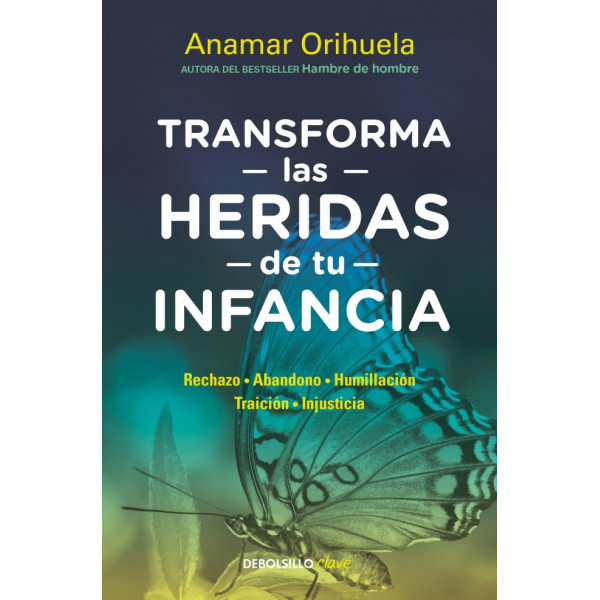 Anamar Orihuela
AUTORA DEL BESTSELLER Hambre de hombre
TRANSFORMA
— las —
HERIDAS
— de tu —
INFANCIA
Rechazo • Abandono • Humillación
Traición • Injusticia
DEBOLSILLO clave